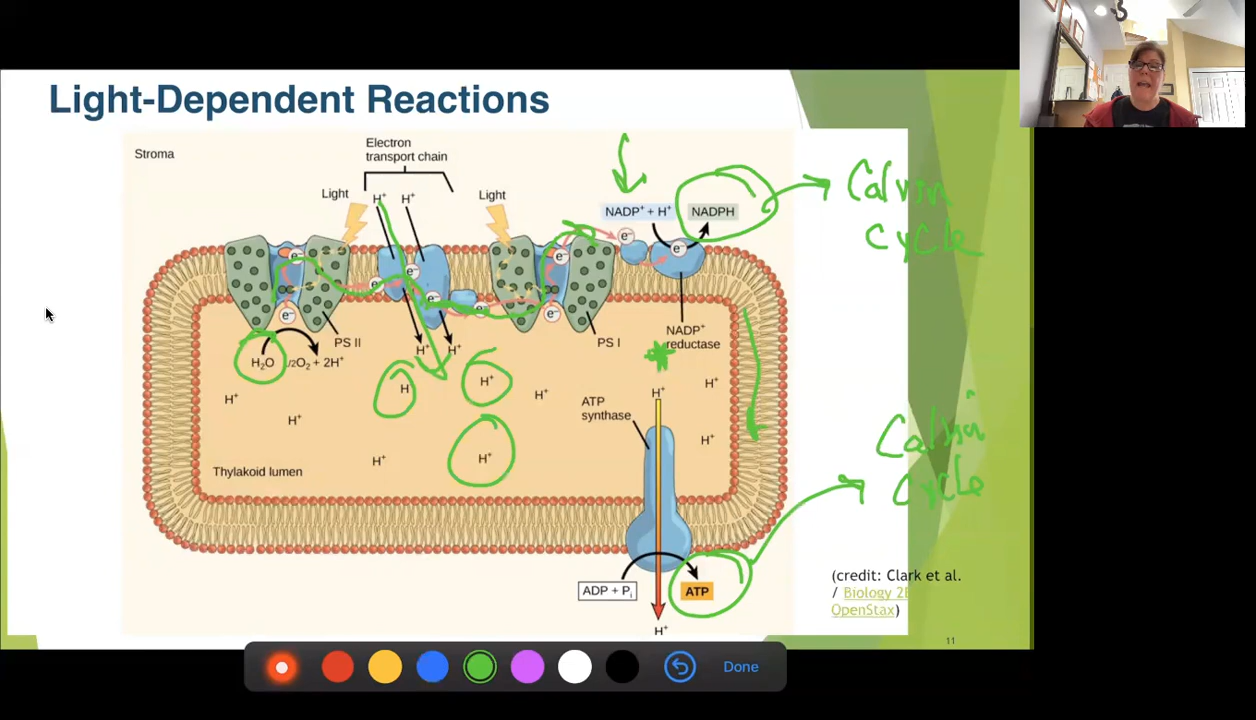 Light-Dependent Reactions
Stroma
Electron
transport chain
Light
H⁺ H⁺
Light
NADP⁺ + H⁺
NADPH
Calvin
cycle
e⁻
e⁻
e⁻
e⁻
e⁻
e⁻
e⁻
e⁻
e⁻
e⁻
H₂O
/2O₂ + 2H⁺
PS II
H⁺ H⁺
PS I
NADP⁺
reductase
H
H⁺
H⁺
H⁺
H⁺
H⁺
H⁺
ATP
synthase
H⁺
H⁺
H⁺
H⁺
Thylakoid lumen
Calvin
cycle
ADP + Pᵢ
ATP
H⁺
(credit: Clark et al.
/ Biology 2E
OpenStax)
11
Done